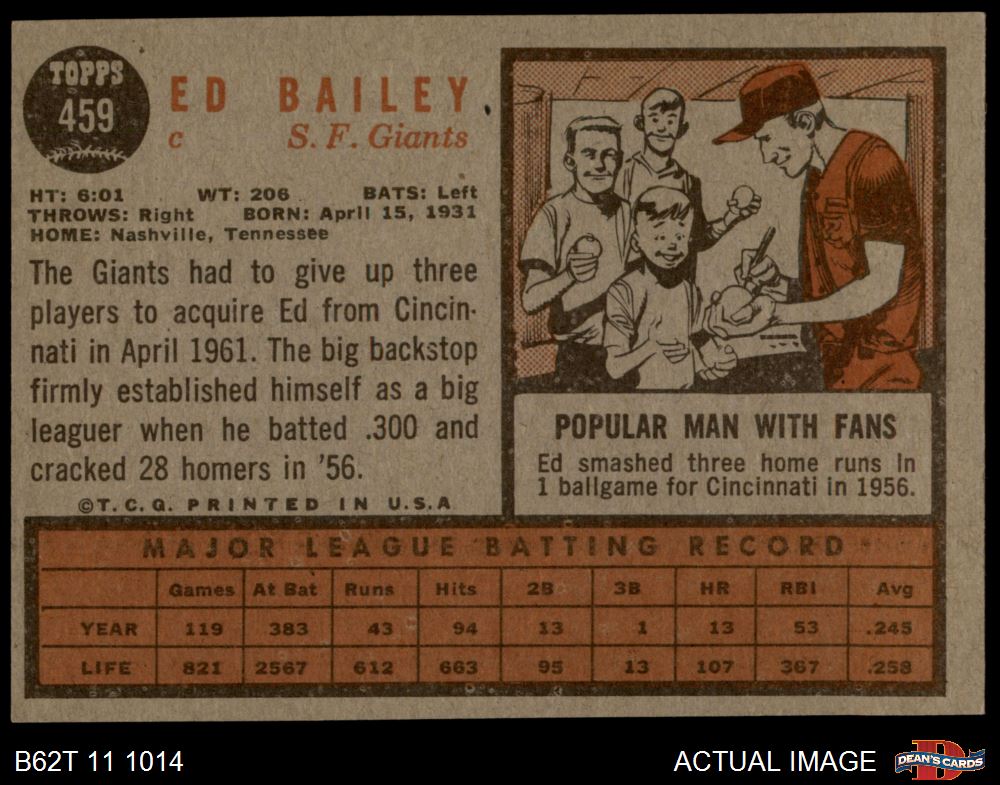 TOPPS
459
ED BAILEY
c S. F. Giants
HT: 6:01 WT: 206 BATS: Left
THROWS: Right BORN: April 15, 1931
HOME: Nashville, Tennessee
The Giants had to give up three
players to acquire Ed from Cincin-
nati in April 1961. The big backstop
firmly established himself as a big
leaguer when he batted .300 and
cracked 28 homers in '56.
©T.C.G. PRINTED IN U.S.A
POPULAR MAN WITH FANS
Ed smashed three home runs in
1 ballgame for Cincinnati in 1956.
MAJOR LEAGUE BATTING RECORD
Games At Bat Runs Hits 2B 3B HR RBI Avg
YEAR 119 383 43 94 13 1 13 53 .245
LIFE 821 2567 612 663 95 13 107 367 .258
B62T 11 1014
ACTUAL IMAGE
DEAN'S CARDS